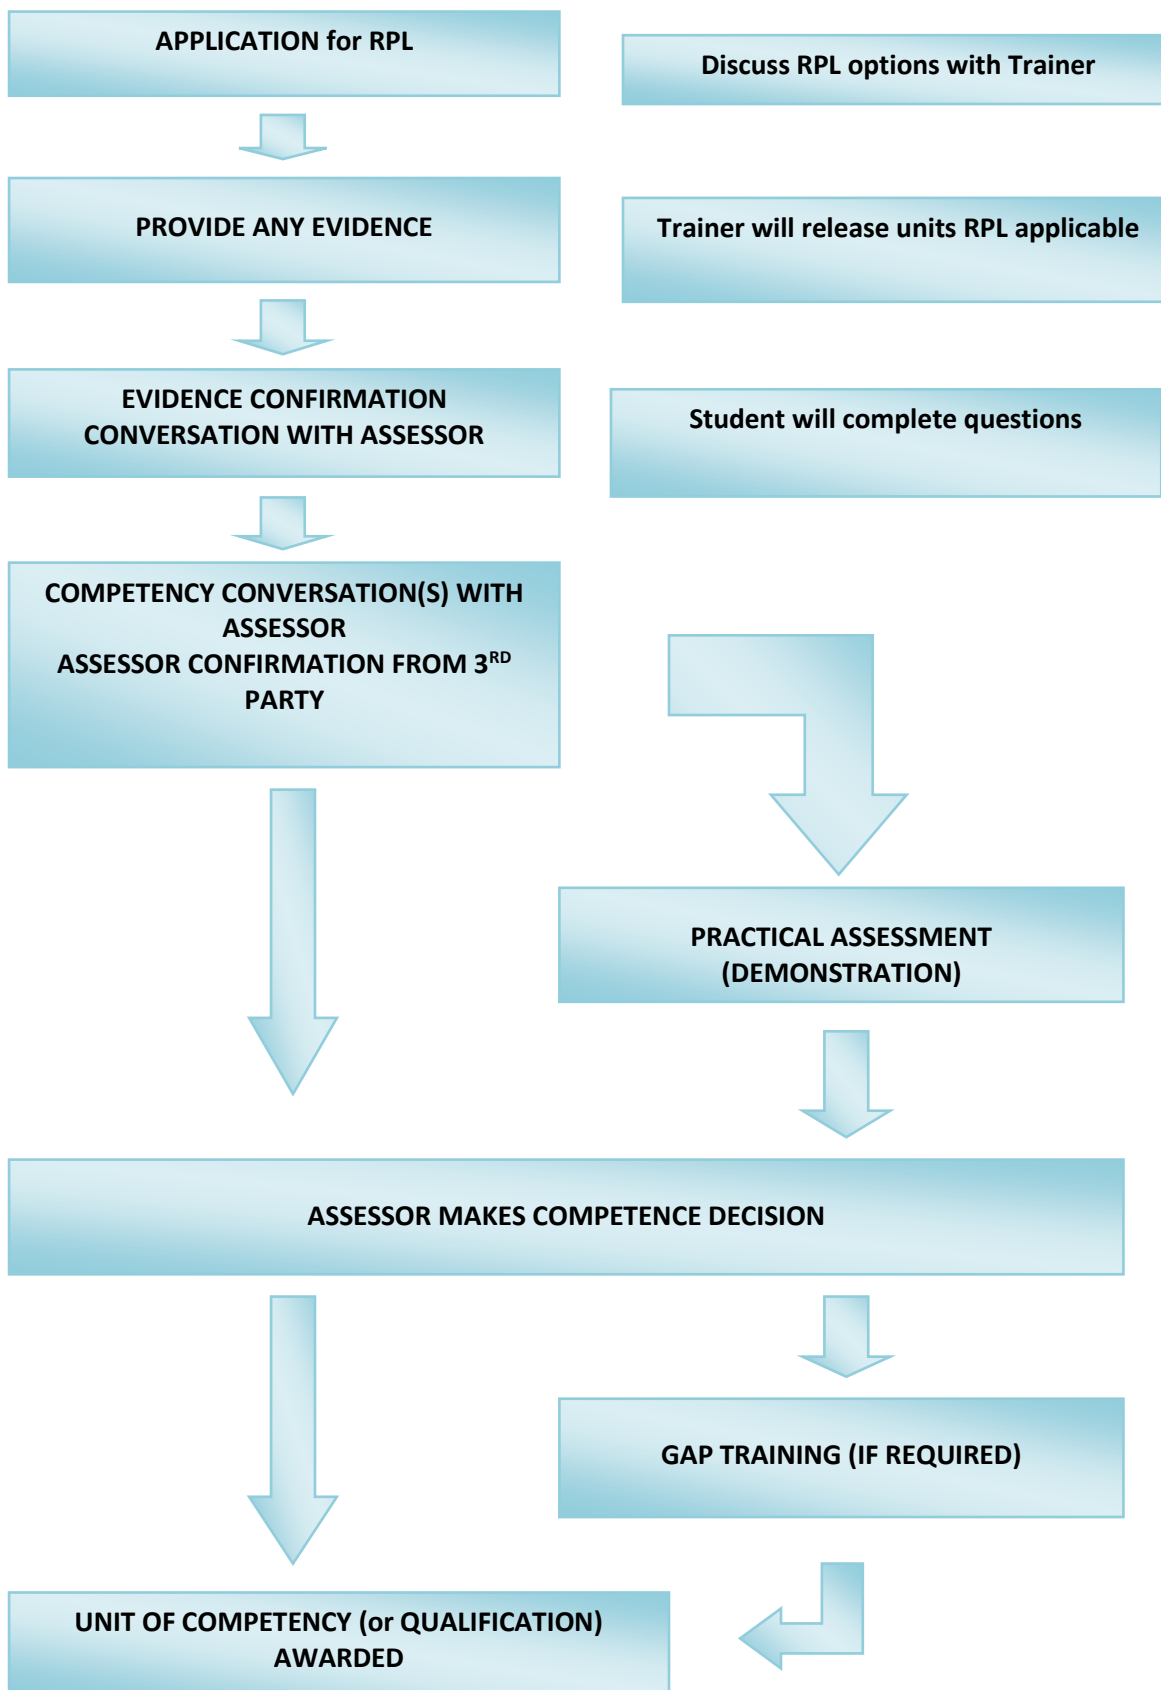 APPLICATION for RPL
Discuss RPL options with Trainer
PROVIDE ANY EVIDENCE
Trainer will release units RPL applicable
EVIDENCE CONFIRMATION
CONVERSATION WITH ASSESSOR
Student will complete questions
COMPETENCY CONVERSATION(S) WITH
ASSESSOR
ASSESSOR CONFIRMATION FROM 3RD
PARTY
PRACTICAL ASSESSMENT
(DEMONSTRATION)
ASSESSOR MAKES COMPETENCE DECISION
GAP TRAINING (IF REQUIRED)
UNIT OF COMPETENCY (or QUALIFICATION)
AWARDED